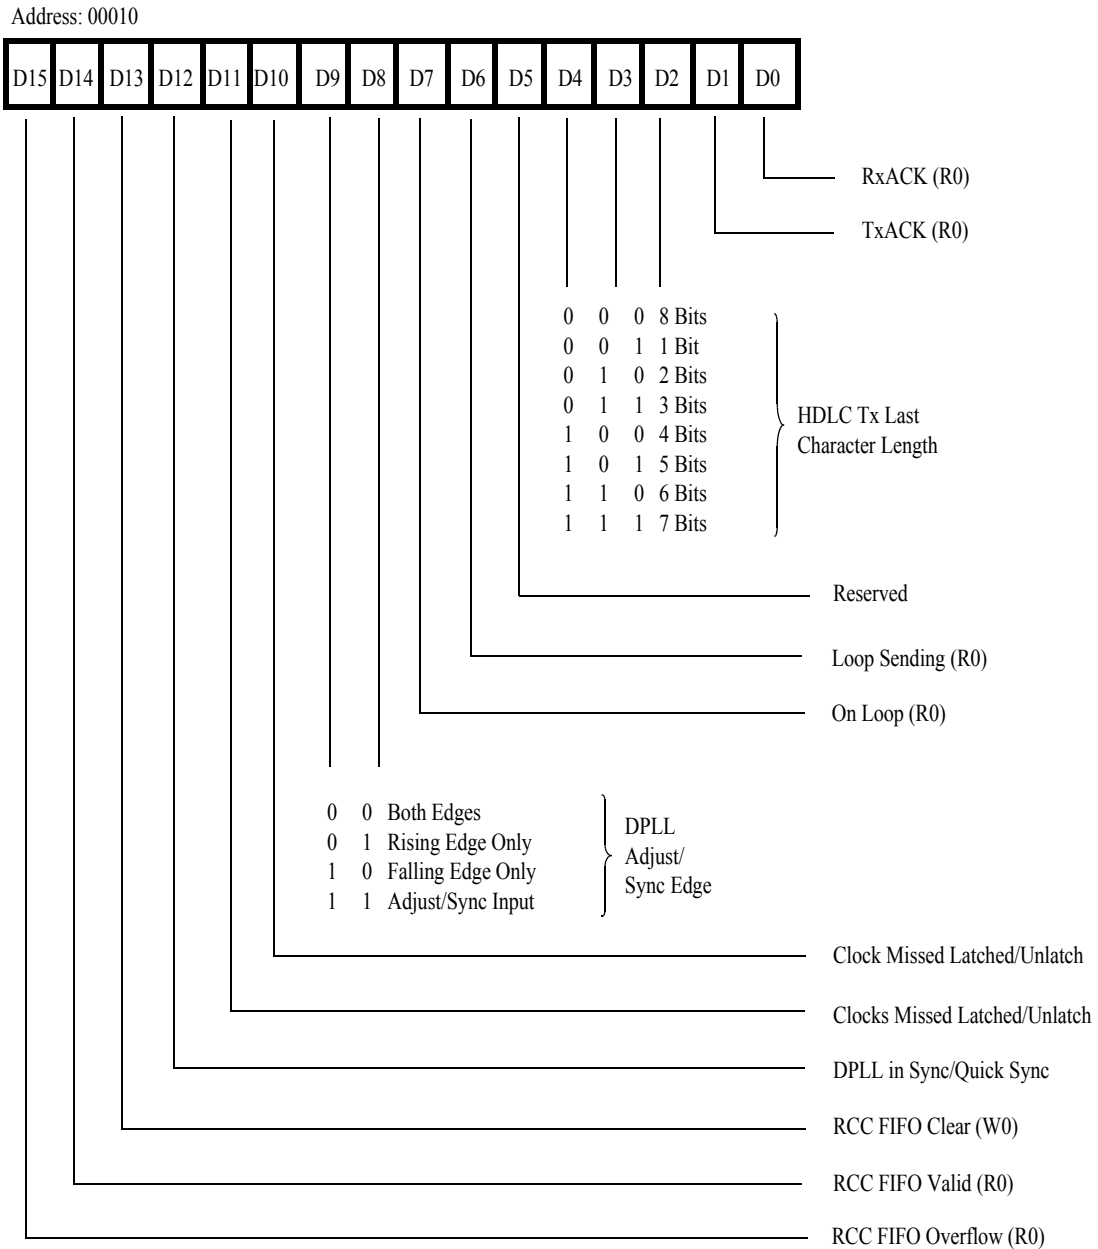 Address: 00010
D15 D14 D13 D12 D11 D10 D9 D8 D7 D6 D5 D4 D3 D2 D1 D0
RxACK (R0)
TxACK (R0)
0 0 0 8 Bits
0 0 1 1 Bit
0 1 0 2 Bits
0 1 1 3 Bits
1 0 0 4 Bits
1 0 1 5 Bits
1 1 0 6 Bits
1 1 1 7 Bits
HDLC Tx Last
Character Length
Reserved
Loop Sending (R0)
On Loop (R0)
0 0 Both Edges
0 1 Rising Edge Only
1 0 Falling Edge Only
1 1 Adjust/Sync Input
DPLL
Adjust/
Sync Edge
Clock Missed Latched/Unlatch
Clocks Missed Latched/Unlatch
DPLL in Sync/Quick Sync
RCC FIFO Clear (W0)
RCC FIFO Valid (R0)
RCC FIFO Overflow (R0)